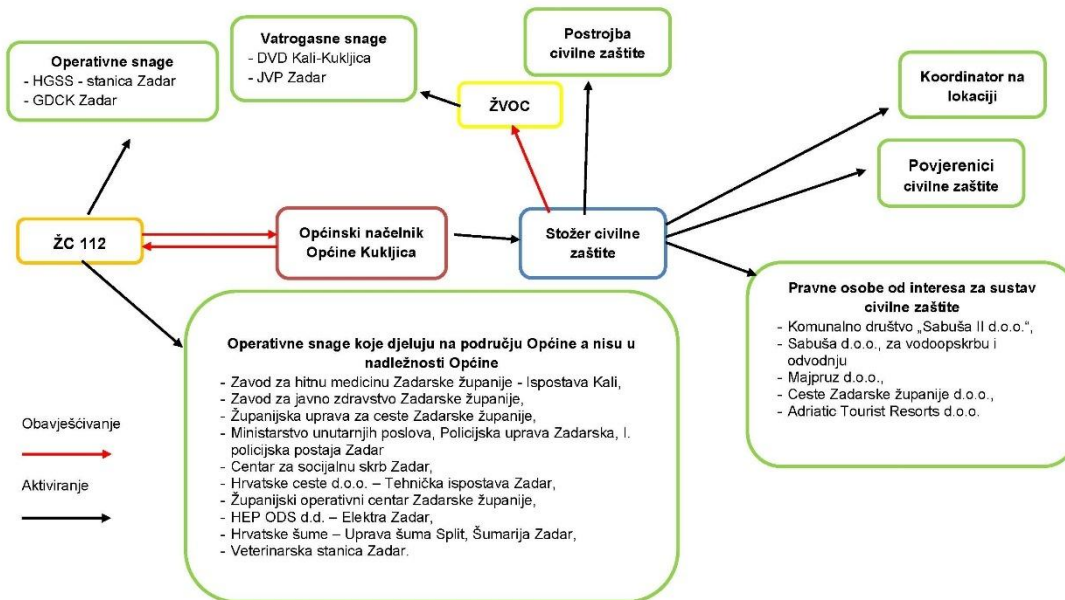 Operativne snage
- HGSS - stanica Zadar
- GDCK Zadar
Vatrogasne snage
- DVD Kali-Kukljica
- JVP Zadar
ŽVOC
Postrojba
civilne zaštite
Koordinator na
lokaciji
Povjerenici
civilne zaštite
ŽC 112
Općinski načelnik
Općine Kukljica
Stožer civilne
zaštite
Pravne osobe od interesa za sustav
civilne zaštite
- Komunalno društvo „Sabuša II d.o.o.“,
- Sabuša d.o.o., za vodoopskrbu i
odvodnju
- Majpruz d.o.o.,
- Ceste Zadarske županije d.o.o.,
- Adriatic Tourist Resorts d.o.o.
Operativne snage koje djeluju na području Općine a nisu u
nadležnosti Općine
- Zavod za hitnu medicinu Zadarske županije - Ispostava Kali,
- Zavod za javno zdravstvo Zadarske županije,
- Županijska uprava za ceste Zadarske županije,
- Ministarstvo unutarnjih poslova, Policijska uprava Zadarska, I.
policijska postaja Zadar
- Centar za socijalnu skrb Zadar,
- Hrvatske ceste d.o.o. – Tehnička ispostava Zadar,
- Županijski operativni centar Zadarske županije,
- HEP ODS d.d. – Elektra Zadar,
- Hrvatske šume – Uprava šuma Split, Šumarija Zadar,
- Veterinarska stanica Zadar.
Obavješćivanje
Aktiviranje